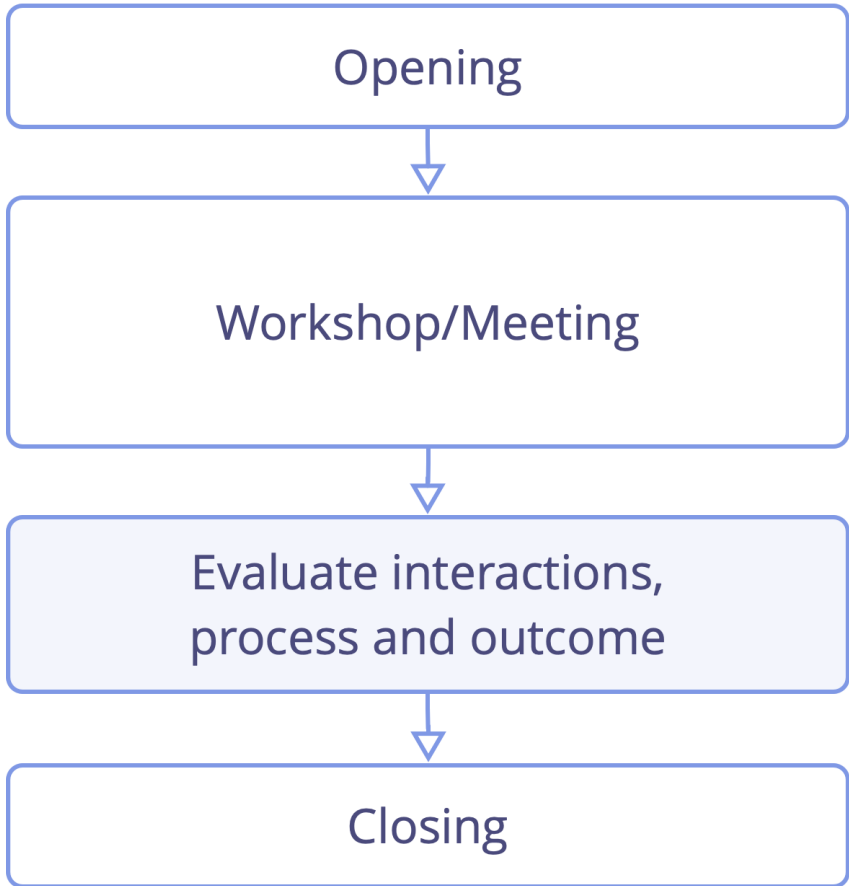 Opening
Workshop/Meeting
Evaluate interactions,
process and outcome
Closing